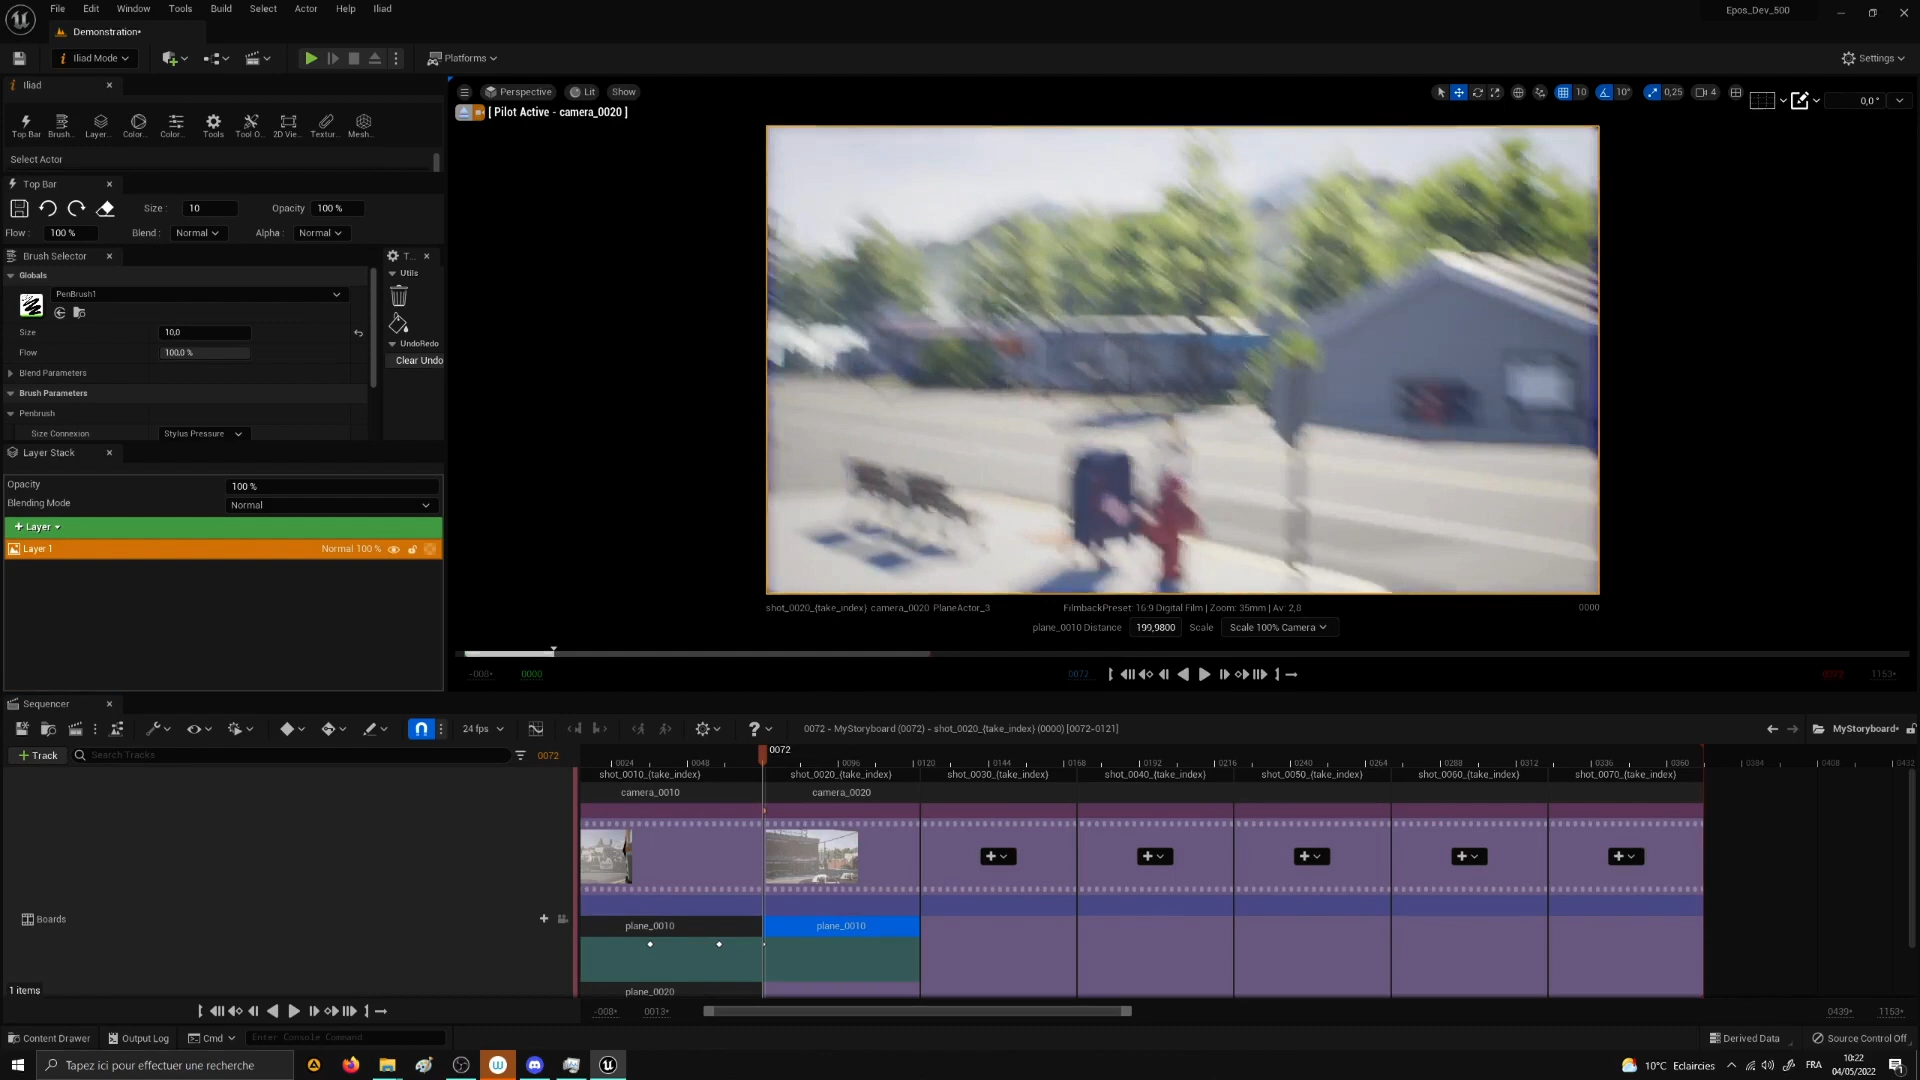 File Edit Window Tools Build Select Actor Help Iliad
Epos_Dev_500
Demonstration•
Iliad Mode
Platforms
Settings
Iliad
Top Bar Brush... Layer... Color... Color... Tools Tool O... 2D Vie... Textur... Mesh...
Select Actor
Top Bar
Size : 10 Opacity 100 %
Flow : 100 % Blend : Normal Alpha : Normal
Brush Selector
T...
Globals
Utils
PenBrush1
Size 10,0
UndoRedo
Flow 100,0 %
Clear Undo
Blend Parameters
Brush Parameters
Penbrush
Size Connexion Stylus Pressure
Layer Stack
Opacity 100 %
Blending Mode Normal
+ Layer
Layer 1 Normal 100 %
Perspective Lit Show
10 10° 0,25 4 0,0 °
[ Pilot Active - camera_0020 ]
shot_0020_{take_index} camera_0020 PlaneActor_3 FilmbackPreset: 16:9 Digital Film | Zoom: 35mm | Av: 2,8 0000
plane_0010 Distance 199,9800 Scale Scale 100% Camera
-008* 0000 0072 0072 1153*
Sequencer
24 fps
0072 - MyStoryboard (0072) - shot_0020_{take_index} (0000) [0072-0121]
MyStoryboard*
+ Track Search Tracks 0072
0072
0024 0048 0096 0120 0144 0168 0192 0216 0240 0264 0288 0312 0336 0360 0384 0408 0432
shot_0010_{take_index} shot_0020_{take_index} shot_0030_{take_index} shot_0040_{take_index} shot_0050_{take_index} shot_0060_{take_index} shot_0070_{take_index}
camera_0010 camera_0020
Boards
plane_0010 plane_0010
plane_0020
1 items
-008* 0013* 0439* 1153*
Content Drawer Output Log Cmd Enter Console Command
Derived Data Source Control Off
Tapez ici pour effectuer une recherche
10°C Eclaircies FRA 10:22
04/05/2022